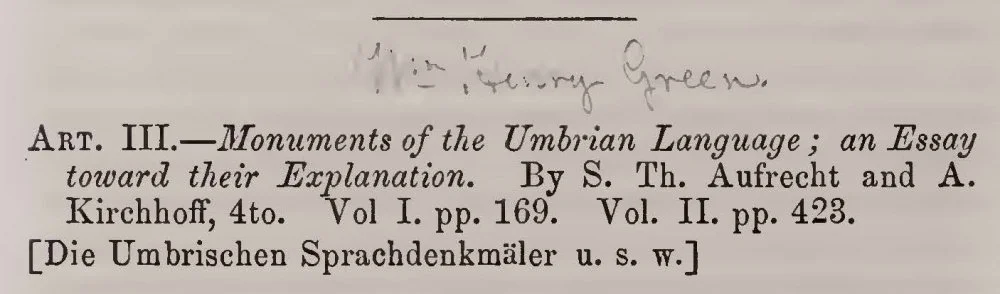 Wm Henry Green.
ART. III.—Monuments of the Umbrian Language; an Essay
toward their Explanation. By S. Th. Aufrecht and A.
Kirchhoff, 4to. Vol I. pp. 169. Vol. II. pp. 423.
[Die Umbrischen Sprachdenkmäler u. s. w.]